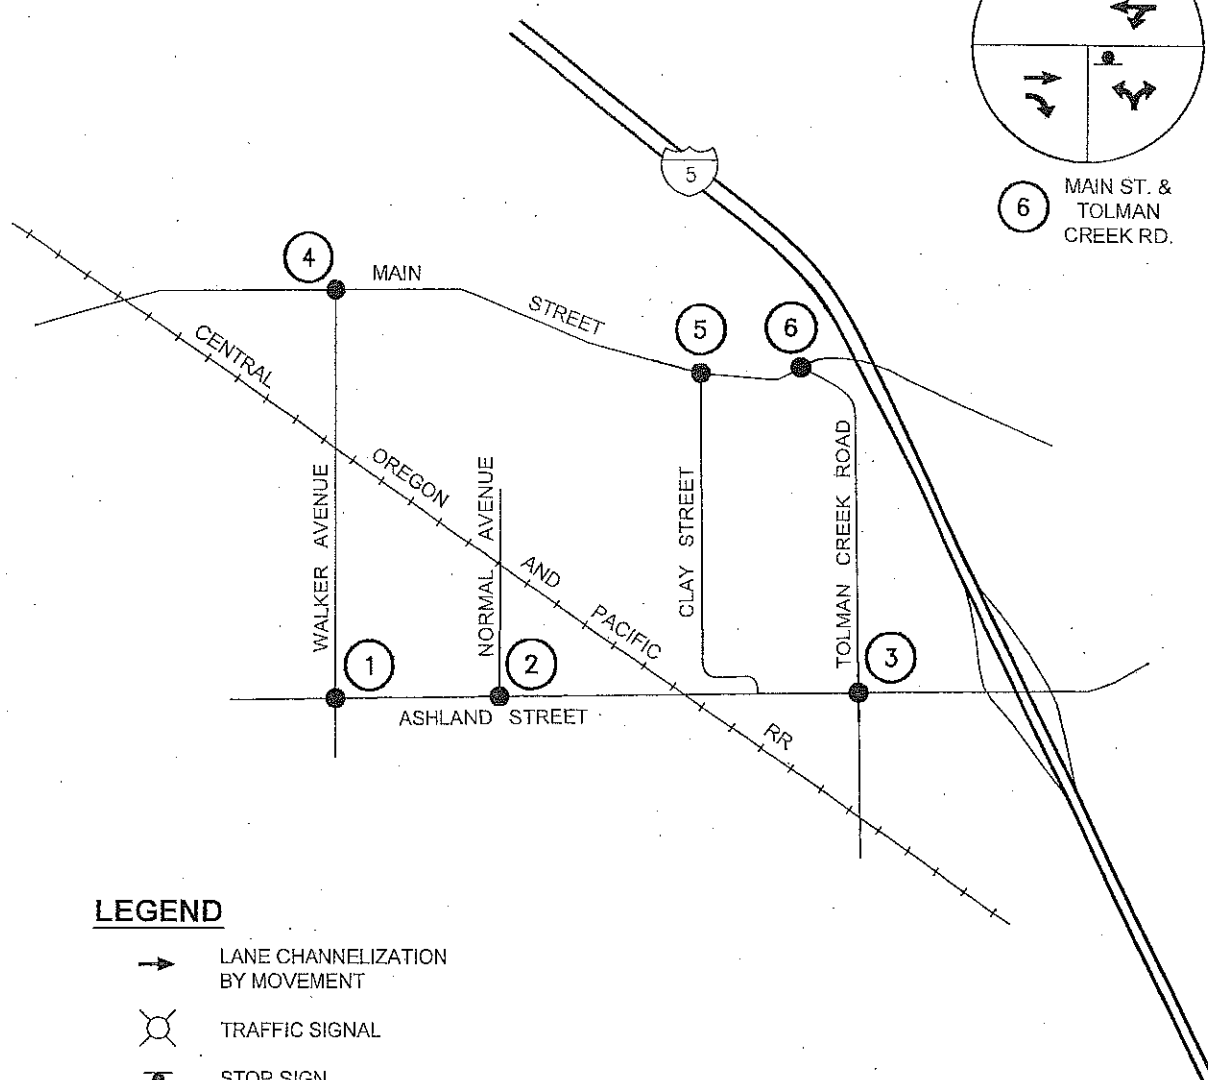 5
6
MAIN ST. &
TOLMAN
CREEK RD.
4
MAIN
STREET
5
6
CENTRAL
OREGON
AND
PACIFIC
RR
WALKER AVENUE
NORMAL AVENUE
CLAY STREET
TOLMAN CREEK ROAD
1
2
3
ASHLAND STREET
LEGEND
LANE CHANNELIZATION
BY MOVEMENT
TRAFFIC SIGNAL
STOP SIGN